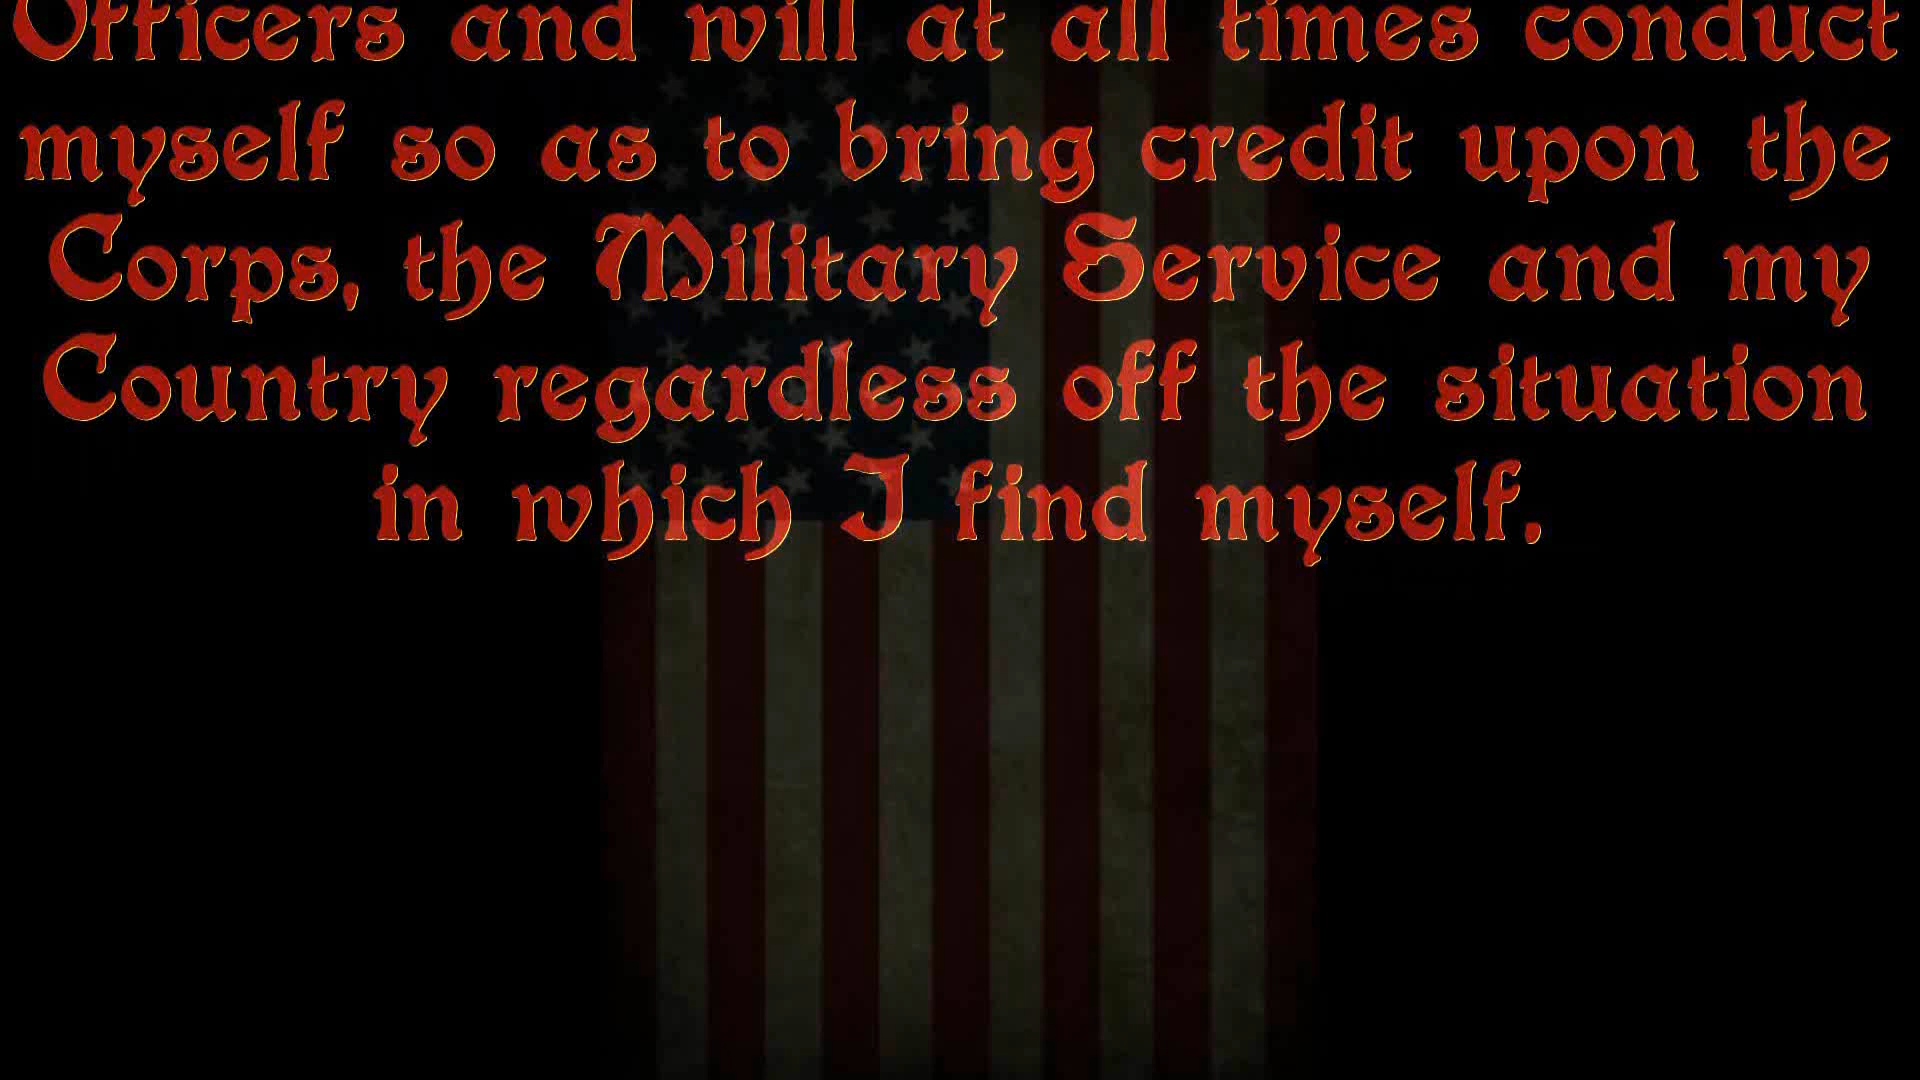 Officers and will at all times conduct
myself so as to bring credit upon the
Corps, the Military Service and my
Country regardless off the situation
in which I find myself.